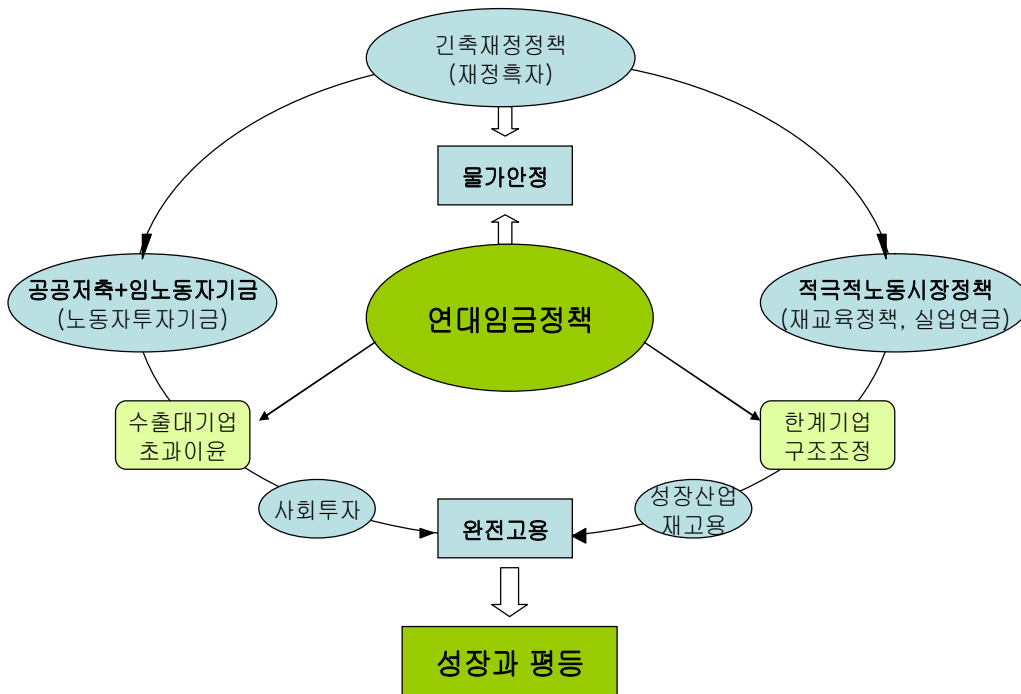 긴축재정정책
(재정흑자)
물가안정
공공저축+임노동자기금
(노동자투자기금)
연대임금정책
적극적노동시장정책
(재교육정책, 실업연금)
수출대기업
초과이윤
한계기업
구조조정
사회투자
완전고용
성장산업
재고용
성장과 평등